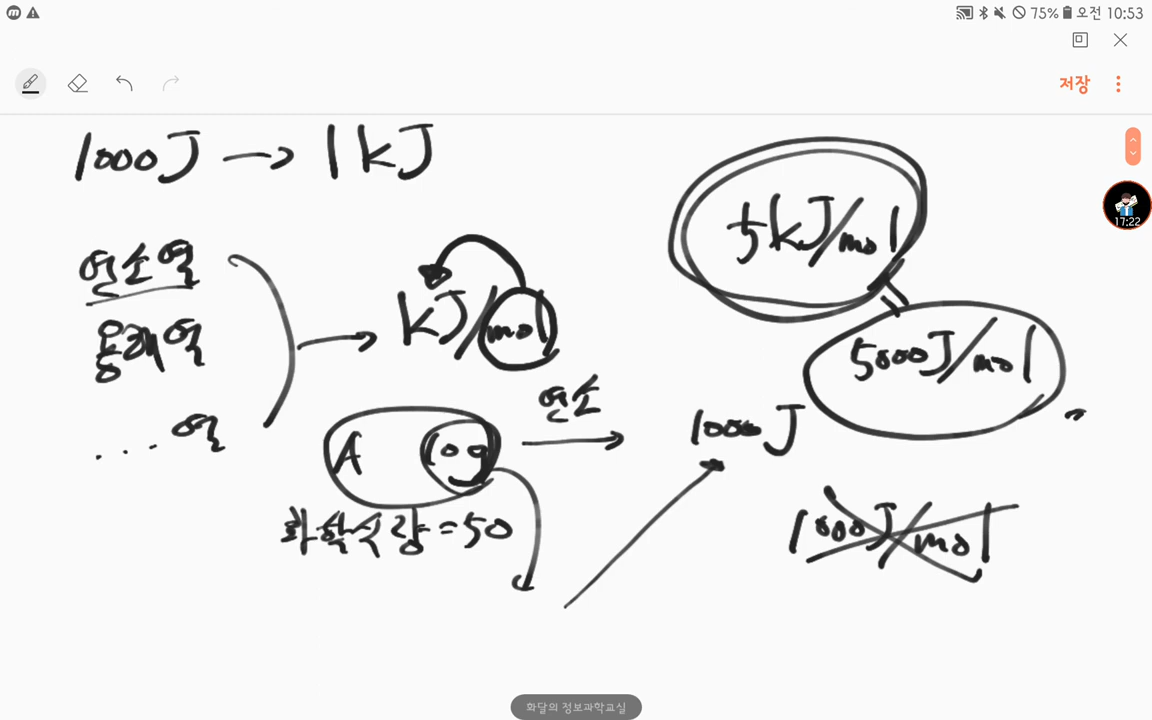 75% 오전 10:53
저장
1000J → 1kJ
연소열
용해열
... 열
kJ/mol
5kJ/mol
5000J/mol
17:22
A 10g
연소
1000J
화학식량=50
1000J/mol
화달의 정보과학교실